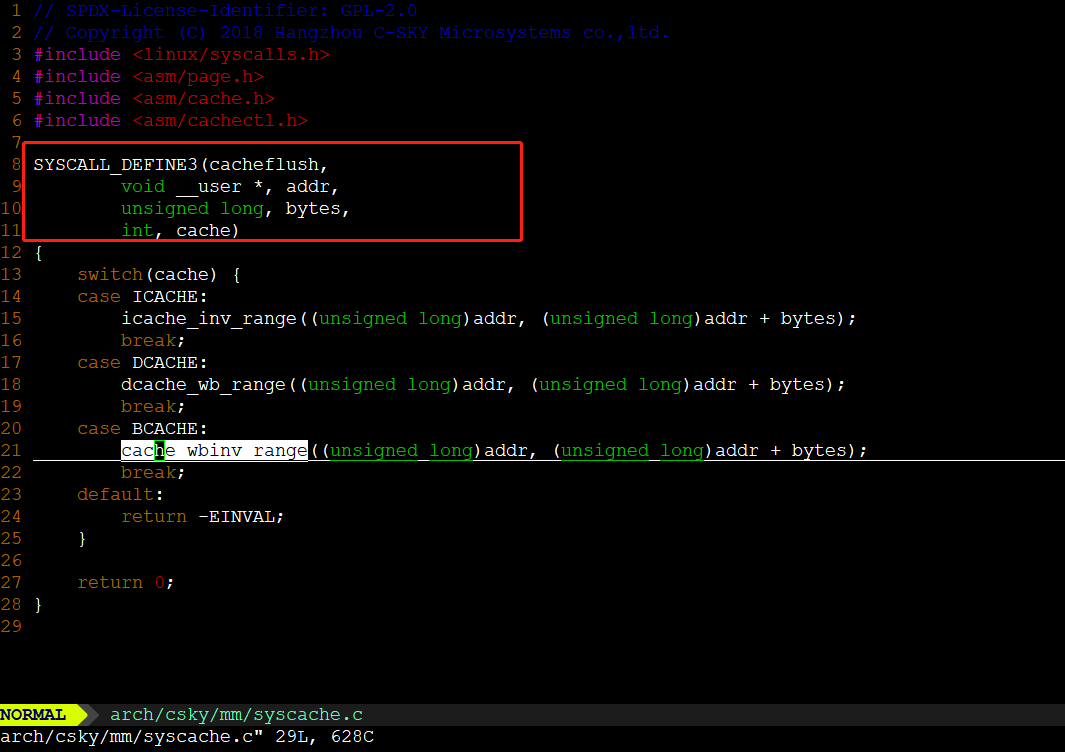 1 // SPDX-License-Identifier: GPL-2.0
2 // Copyright (C) 2018 Hangzhou C-SKY Microsystems co.,ltd.
3 #include <linux/syscalls.h>
4 #include <asm/page.h>
5 #include <asm/cache.h>
6 #include <asm/cachectl.h>
7
8 SYSCALL_DEFINE3(cacheflush,
9         void __user *, addr,
10         unsigned long, bytes,
11         int, cache)
12 {
13     switch(cache) {
14     case ICACHE:
15         icache_inv_range((unsigned long)addr, (unsigned long)addr + bytes);
16         break;
17     case DCACHE:
18         dcache_wb_range((unsigned long)addr, (unsigned long)addr + bytes);
19         break;
20     case BCACHE:
21         cache_wbinv_range((unsigned long)addr, (unsigned long)addr + bytes);
22         break;
23     default:
24         return -EINVAL;
25     }
26
27     return 0;
28 }
29
NORMAL arch/csky/mm/syscache.c
arch/csky/mm/syscache.c" 29L, 628C